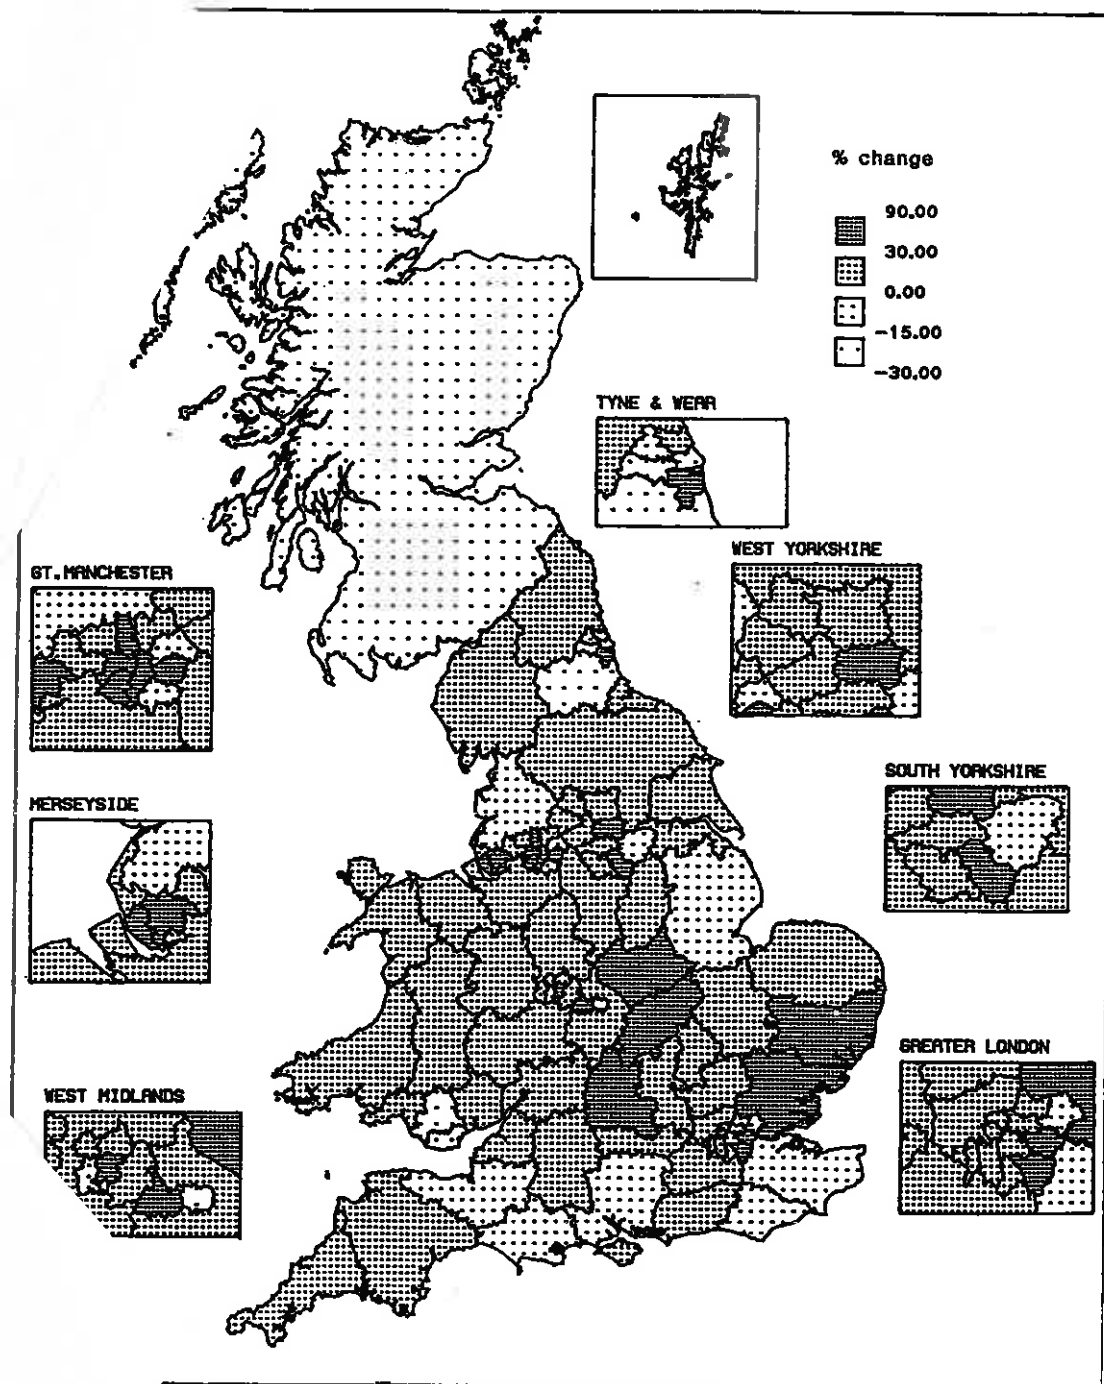 % change
90.00
30.00
0.00
-15.00
-30.00
TYNE & WEAR
WEST YORKSHIRE
GT.MANCHESTER
SOUTH YORKSHIRE
MERSEYSIDE
GREATER LONDON
WEST MIDLANDS